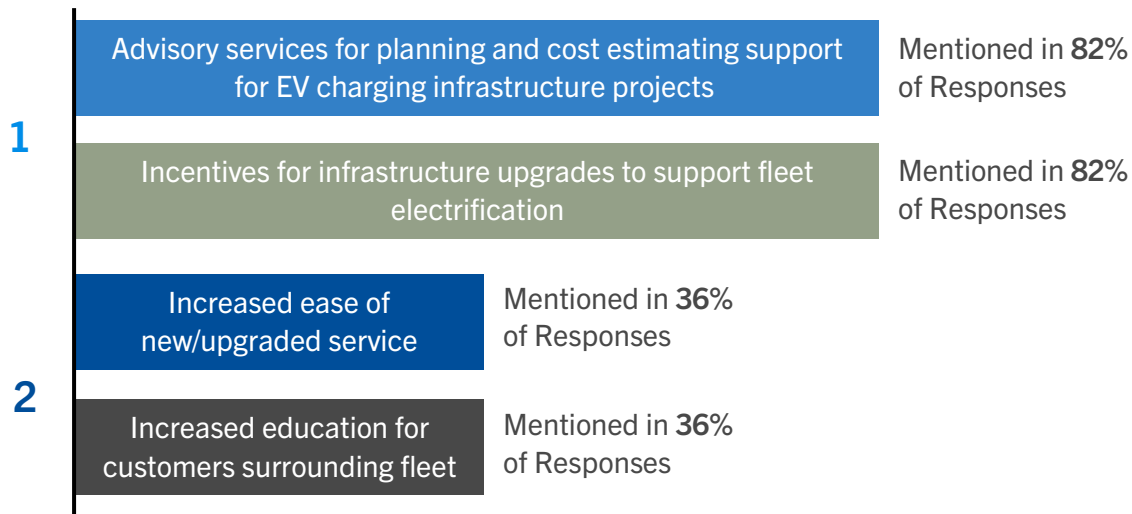 1
Advisory services for planning and cost estimating support
for EV charging infrastructure projects
Mentioned in 82%
of Responses
Incentives for infrastructure upgrades to support fleet
electrification
Mentioned in 82%
of Responses
2
Increased ease of
new/upgraded service
Mentioned in 36%
of Responses
Increased education for
customers surrounding fleet
Mentioned in 36%
of Responses